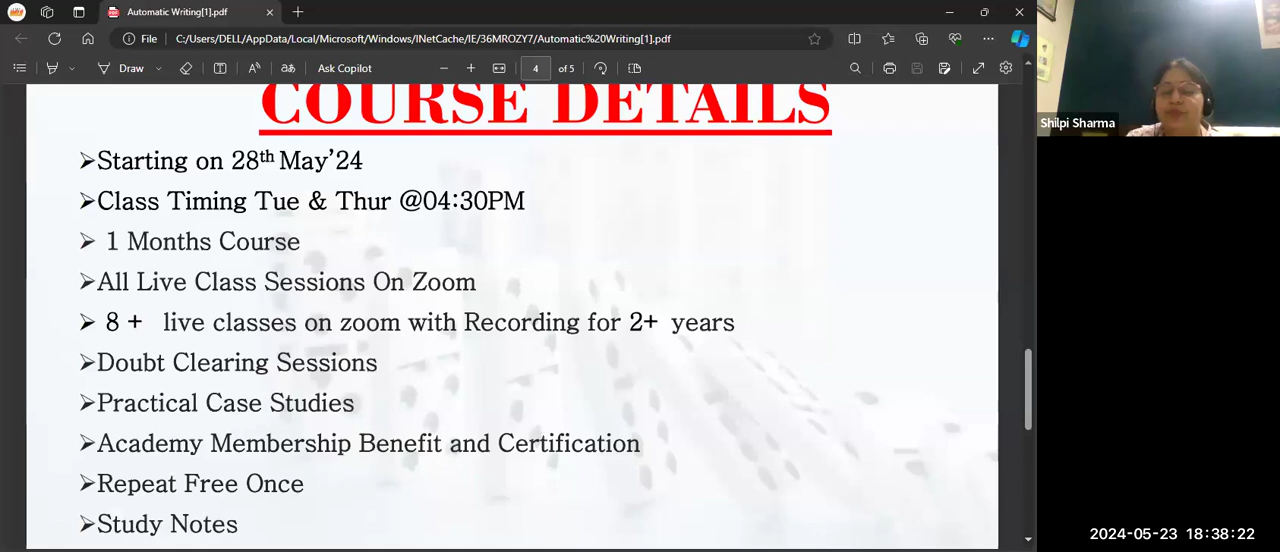 Automatic Writing[1].pdf
File
C:/Users/DELL/AppData/Local/Microsoft/Windows/INetCache/IE/36MROZY7/Automatic%20Writing[1].pdf
Draw
Ask Copilot
4 of 5
COURSE DETAILS
Starting on 28th May'24
Class Timing Tue & Thur @04:30PM
1 Months Course
All Live Class Sessions On Zoom
8 + live classes on zoom with Recording for 2+ years
Doubt Clearing Sessions
Practical Case Studies
Academy Membership Benefit and Certification
Repeat Free Once
Study Notes
Shilpi Sharma
2024-05-23 18:38:22